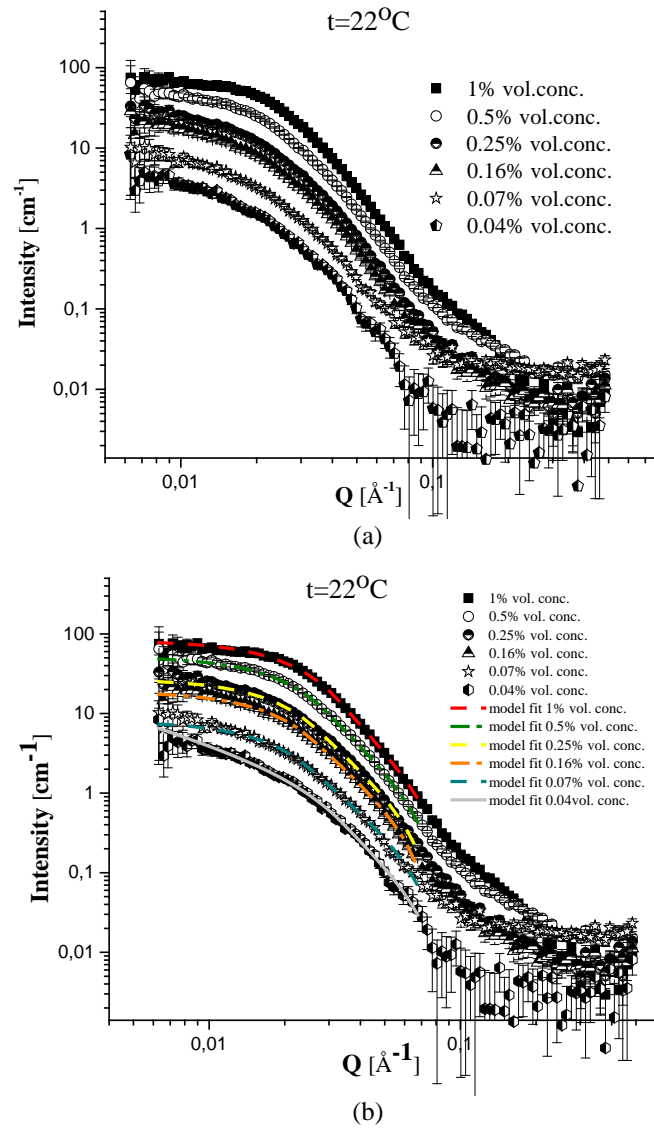 t=22°C
100
10
1
0,1
0,01
Intensity [cm⁻¹]
1% vol.conc.
0.5% vol.conc.
0.25% vol.conc.
0.16% vol.conc.
0.07% vol.conc.
0.04% vol.conc.
0,01
0,1
Q [Å⁻¹]
(a)
t=22°C
100
10
1
0,1
0,01
Intensity [cm⁻¹]
1% vol. conc.
0.5% vol. conc.
0.25% vol. conc.
0.16% vol. conc.
0.07% vol. conc.
0.04% vol. conc.
model fit 1% vol. conc.
model fit 0.5% vol. conc.
model fit 0.25% vol. conc.
model fit 0.16% vol. conc.
model fit 0.07% vol. conc.
model fit 0.04vol. conc.
0,01
0,1
Q [Å⁻¹]
(b)